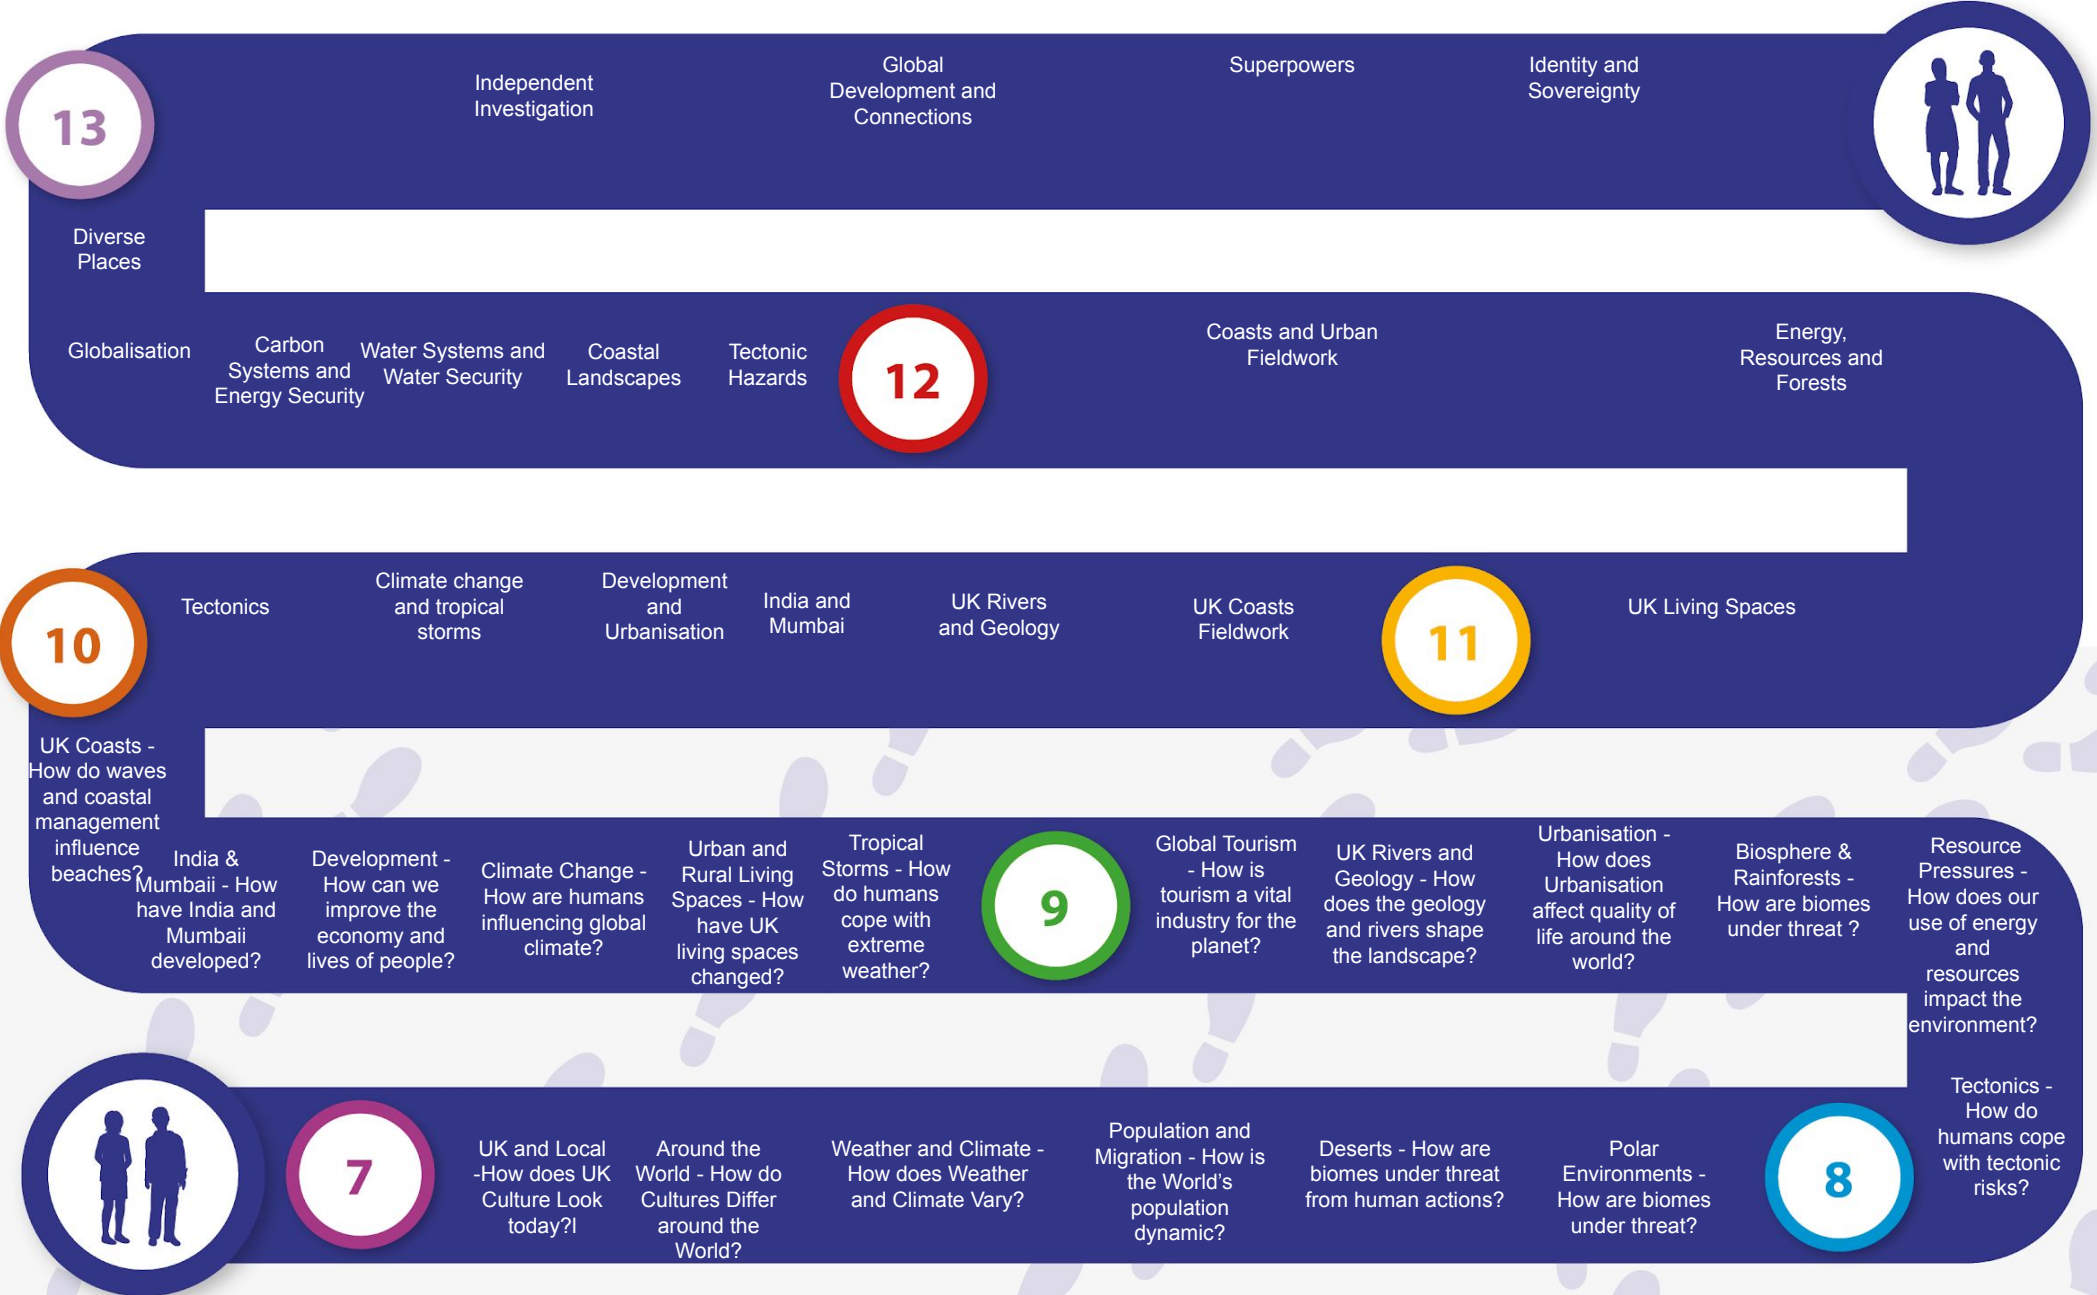 13
Independent
Investigation
Global
Development and
Connections
Superpowers
Identity and
Sovereignty
Diverse
Places
Globalisation
Carbon
Systems and
Energy Security
Water Systems and
Water Security
Coastal
Landscapes
Tectonic
Hazards
12
Coasts and Urban
Fieldwork
Energy,
Resources and
Forests
10
Tectonics
Climate change
and tropical
storms
Development
and
Urbanisation
India and
Mumbai
UK Rivers
and Geology
UK Coasts
Fieldwork
11
UK Living Spaces
UK Coasts -
How do waves
and coastal
management
influence
beaches?
India &
Mumbaii - How
have India and
Mumbaii
developed?
Development -
How can we
improve the
economy and
lives of people?
Climate Change -
How are humans
influencing global
climate?
Urban and
Rural Living
Spaces - How
have UK
living spaces
changed?
Tropical
Storms - How
do humans
cope with
extreme
weather?
9
Global Tourism
- How is
tourism a vital
industry for the
planet?
UK Rivers and
Geology - How
does the geology
and rivers shape
the landscape?
Urbanisation -
How does
Urbanisation
affect quality of
life around the
world?
Biosphere &
Rainforests -
How are biomes
under threat ?
Resource
Pressures -
How does our
use of energy
and
resources
impact the
environment?
7
UK and Local
-How does UK
Culture Look
today?l
Around the
World - How do
Cultures Differ
around the
World?
Weather and Climate -
How does Weather
and Climate Vary?
Population and
Migration - How is
the World's
population
dynamic?
Deserts - How are
biomes under threat
from human actions?
Polar
Environments -
How are biomes
under threat?
8
Tectonics -
How do
humans cope
with tectonic
risks?